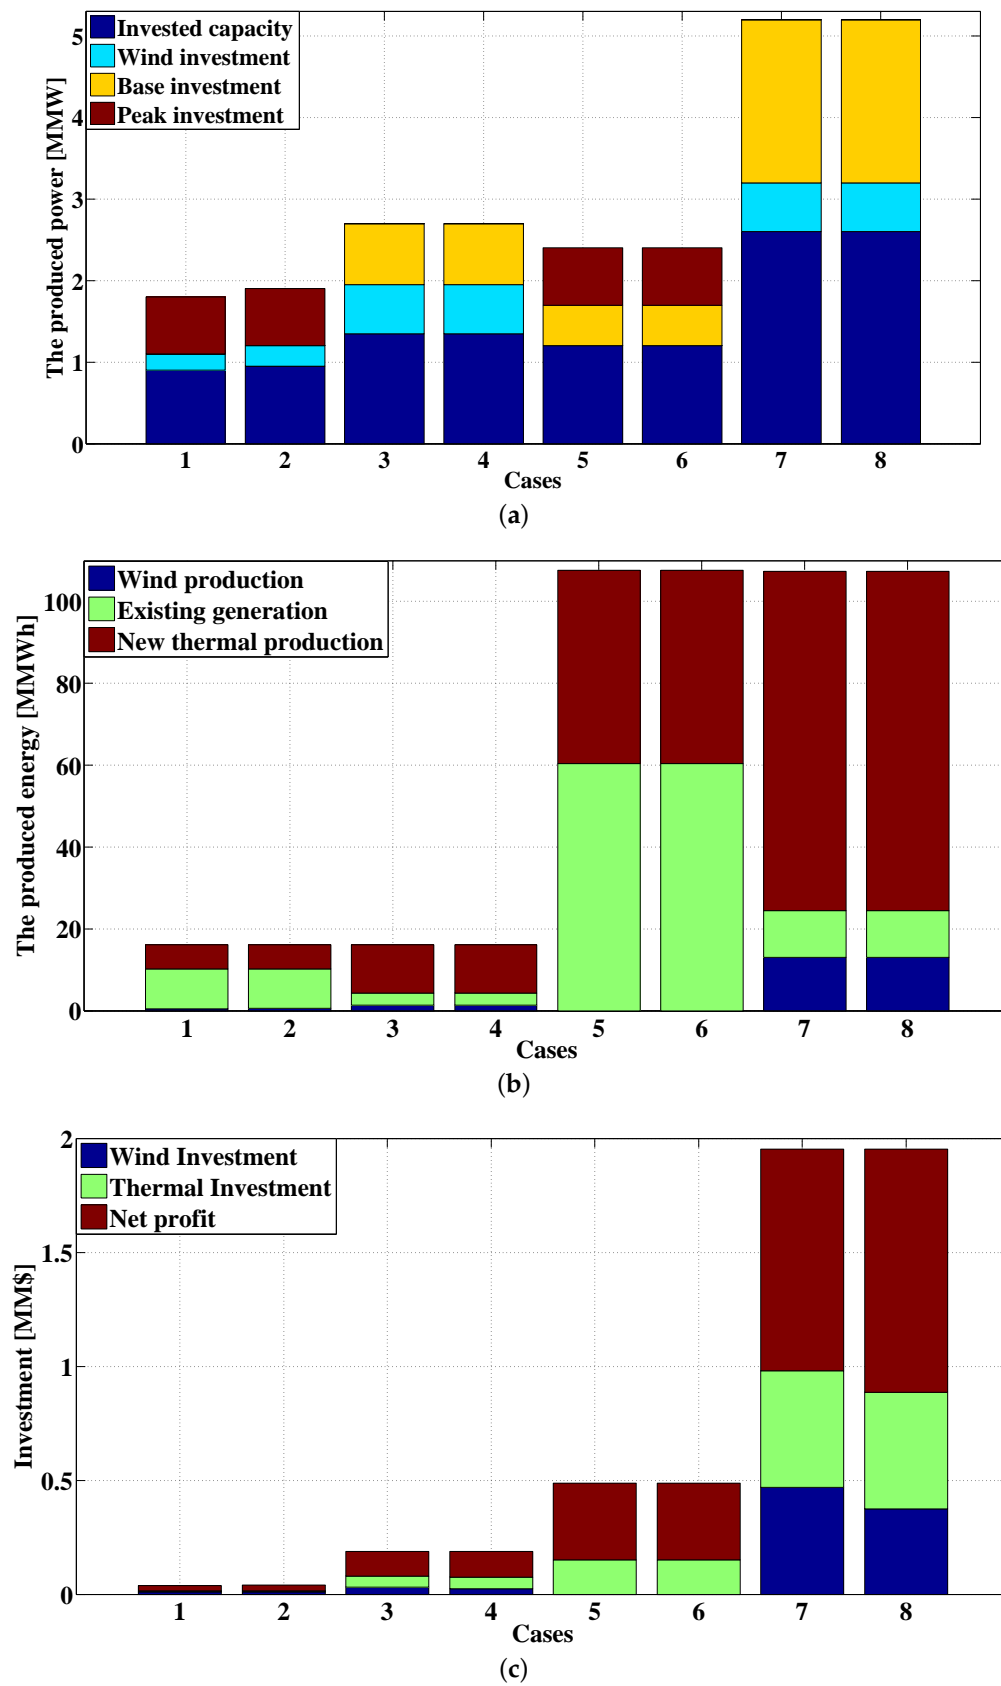 Invested capacity
Wind investment
Base investment
Peak investment
The produced power [MMW]
5
4
3
2
1
0
1 2 3 4 5 6 7 8
Cases
(a)
Wind production
Existing generation
New thermal production
The produced energy [MMWh]
100
80
60
40
20
0
1 2 3 4 5 6 7 8
Cases
(b)
Wind Investment
Thermal Investment
Net profit
Investment [MM$]
2
1.5
1
0.5
0
1 2 3 4 5 6 7 8
Cases
(c)